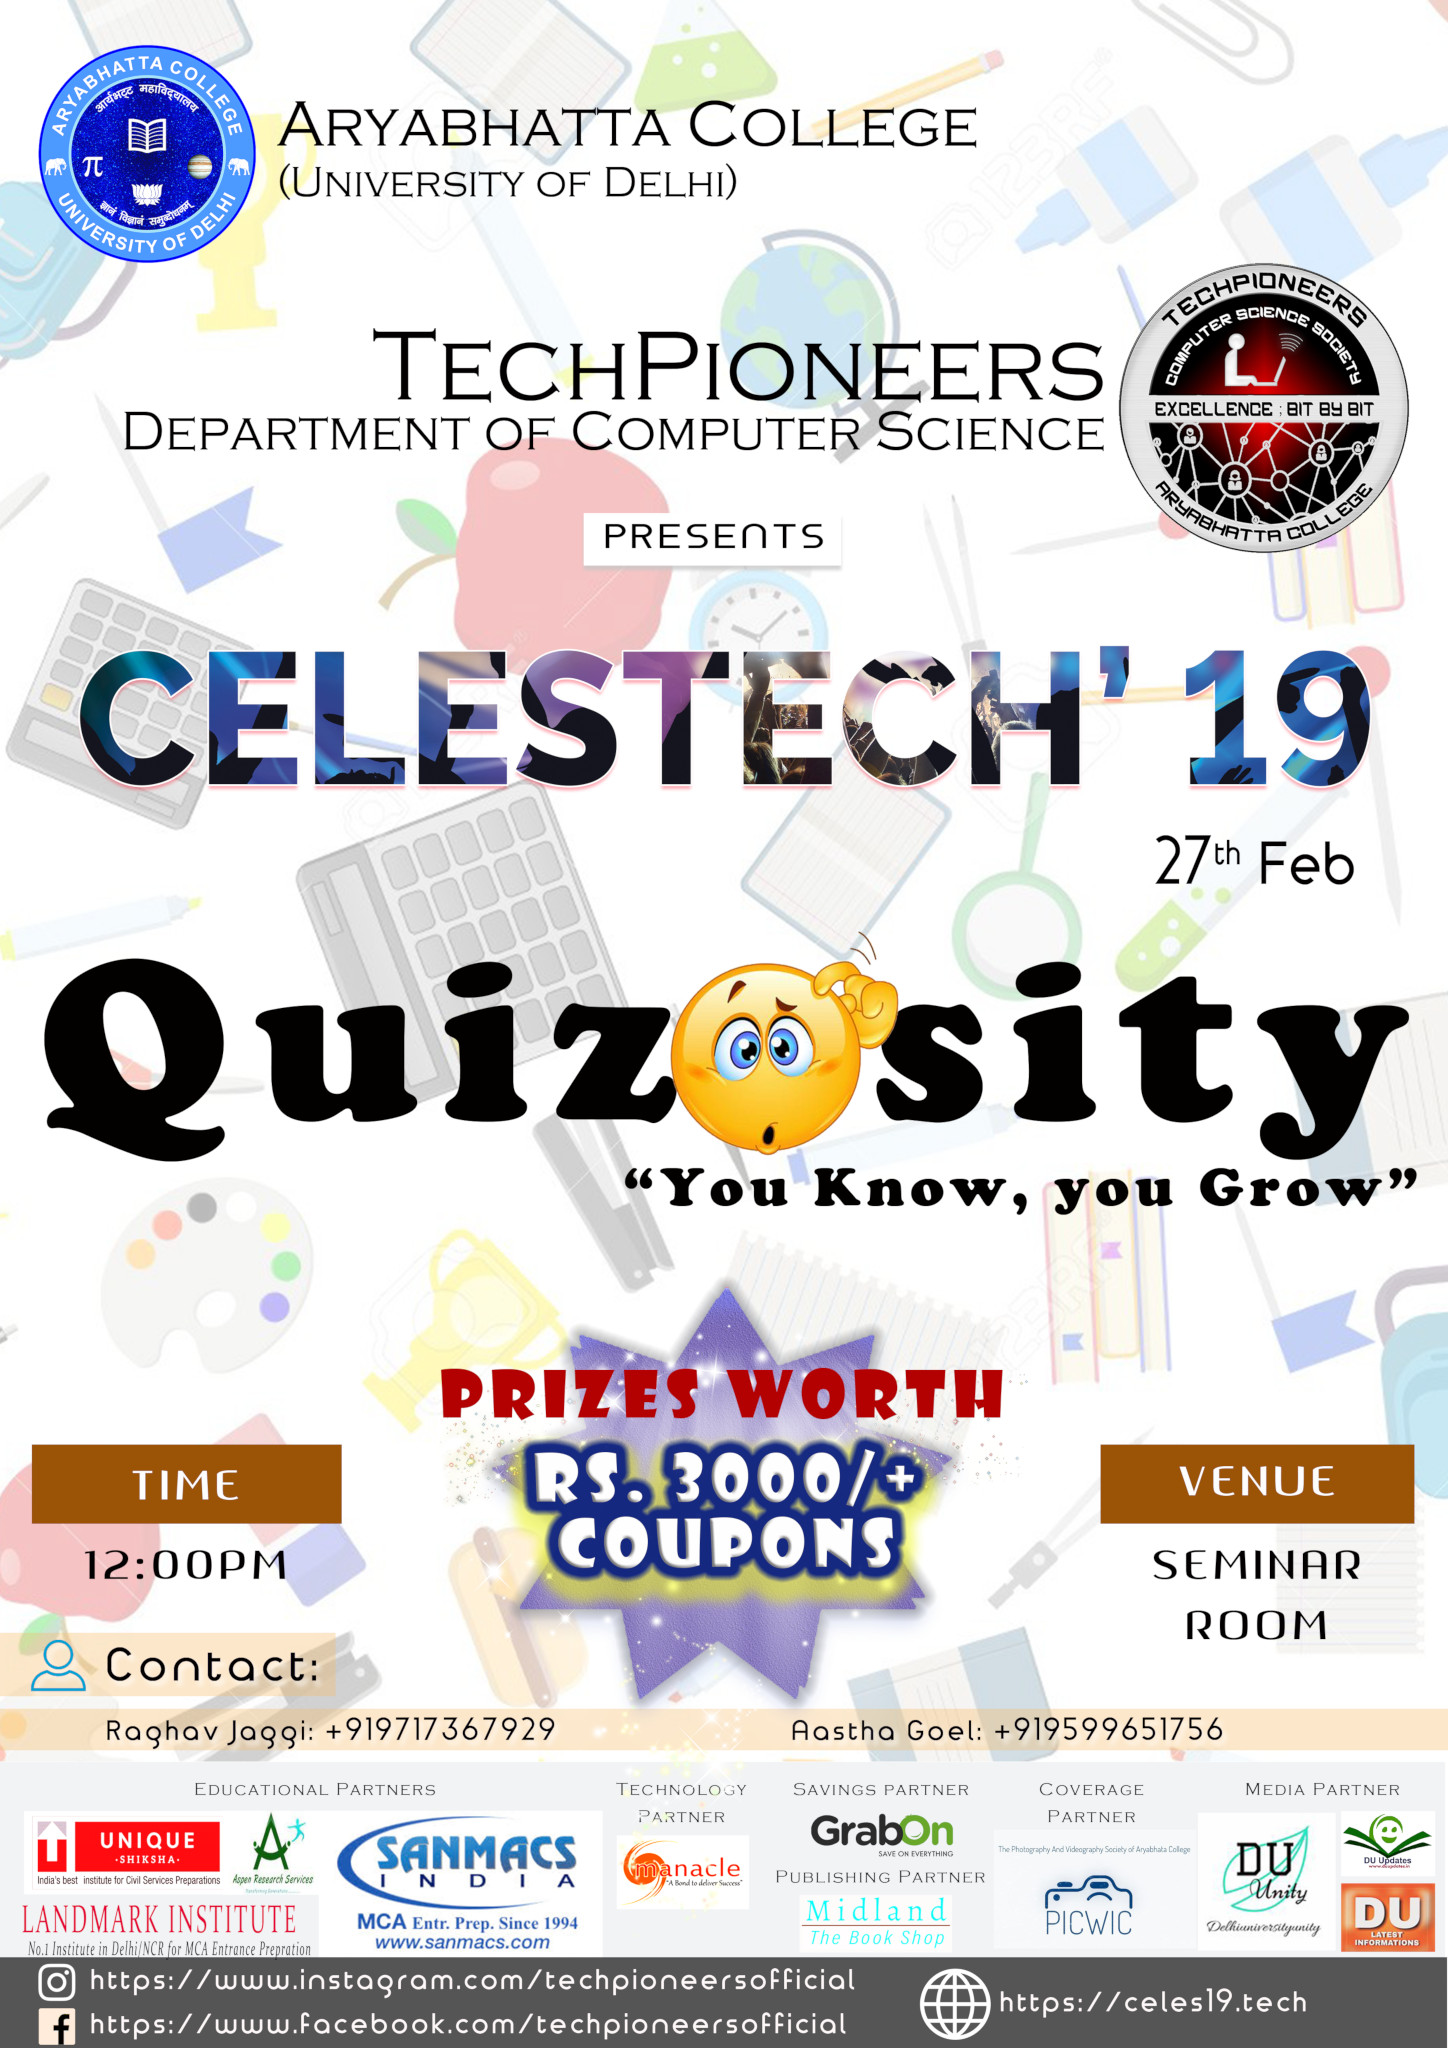 ARYABHATTA COLLEGE
आर्यभट्ट महाविद्यालय
π
UNIVERSITY OF DELHI
ARYABHATTA COLLEGE
(UNIVERSITY OF DELHI)
TECHPIONEERS
DEPARTMENT OF COMPUTER SCIENCE
TECHPIONEERS
COMPUTER SCIENCE SOCIETY
EXCELLENCE : BIT BY BIT
ARYABHATTA COLLEGE
PRESENTS
CELESTECH' 19
27th Feb
Quizosity
“You Know, you Grow”
PRIZES WORTH
RS. 3000/+
COUPONS
TIME
12:00PM
VENUE
SEMINAR
ROOM
Contact:
Raghav Jaggi: +919717367929
Aastha Goel: +919599651756
EDUCATIONAL PARTNERS
UNIQUE
·SHIKSHA·
India's best institute for Civil Services Preparations
Aspen Research Services
SANMACS
INDIA
MCA Entr. Prep. Since 1994
www.sanmacs.com
LANDMARK INSTITUTE
No.1 Institute in Delhi/NCR for MCA Entrance Prepration
TECHNOLOGY
PARTNER
manacle
"A Bond to deliver Success"
SAVINGS PARTNER
GrabOn
SAVE ON EVERYTHING
PUBLISHING PARTNER
Midland
The Book Shop
COVERAGE
PARTNER
The Photography And Videography Society of Aryabhata College
PICWIC
MEDIA PARTNER
DU
Unity
Delhiuniversityunity
DU Updates
www.duupdates.in
DU
LATEST
INFORMATIONS
https://www.instagram.com/techpioneersofficial
https://www.facebook.com/techpioneersofficial
https://celes19.tech